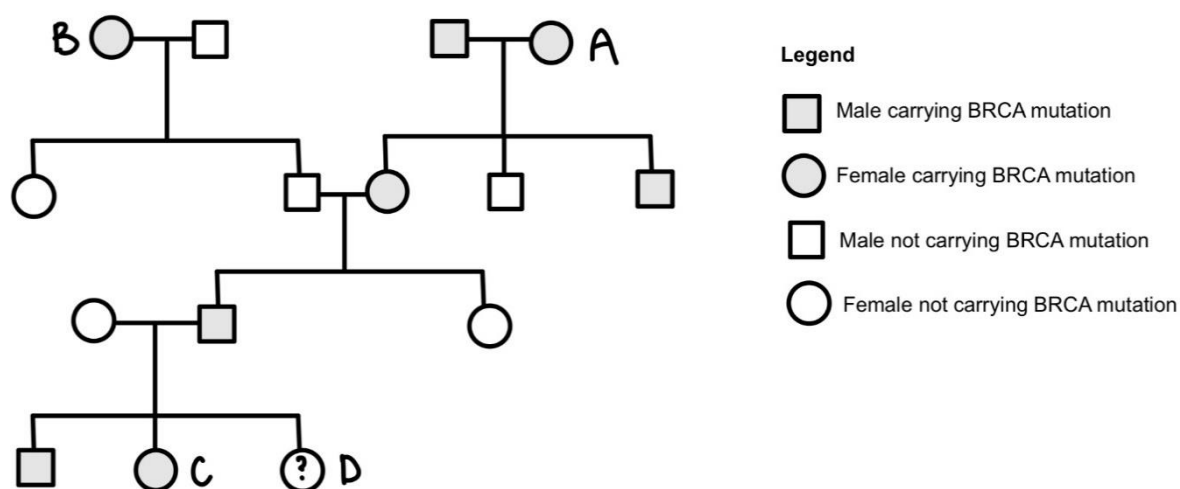 B
A
Legend
Male carrying BRCA mutation
Female carrying BRCA mutation
Male not carrying BRCA mutation
Female not carrying BRCA mutation
C
? D